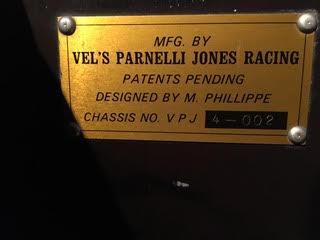 MFG. BY
VEL'S PARNELLI JONES RACING
PATENTS PENDING
DESIGNED BY M. PHILLIPPE
CHASSIS NO. V P J 4-002